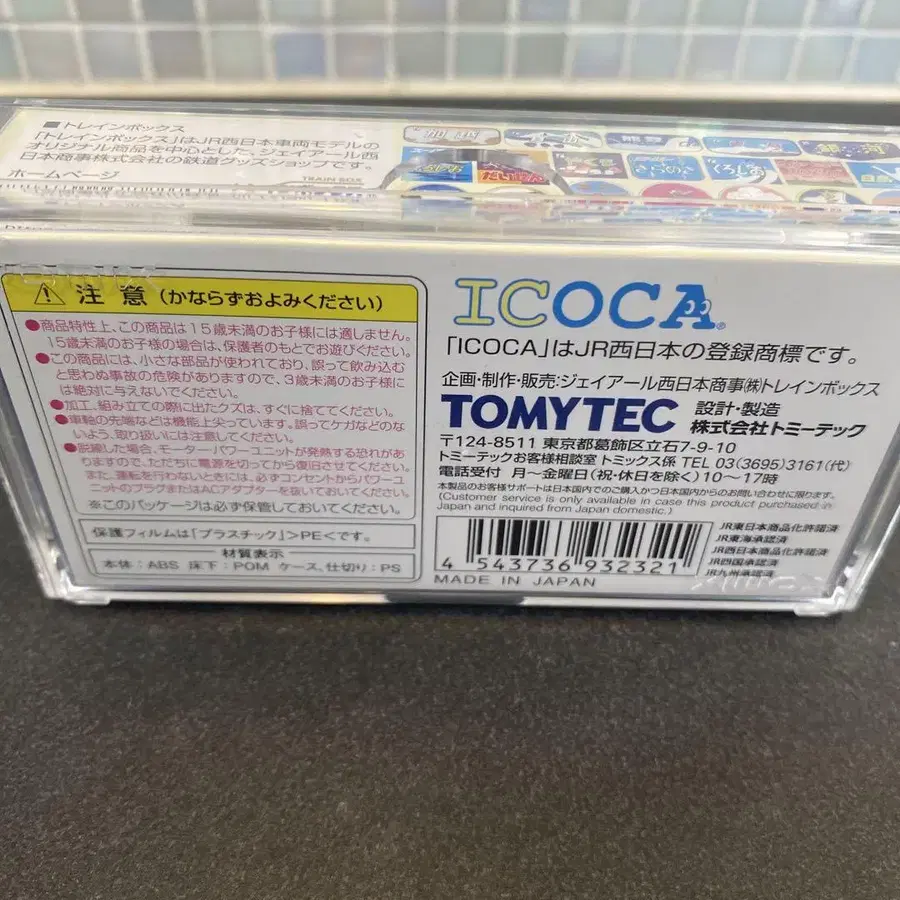 ■トレインボックス
「トレインボックス」はJR西日本車両モデルの
オリジナル商品を中心とした、ジェイアール西
日本商事株式会社の鉄道グッズショップです。
ホームページ
TRAIN BOX
銀河
⚠ 注意（かならずおよみください）
●商品特性上、この商品は15歳未満のお子様には適しません。
15歳未満のお子様の場合は、保護者のもとでお遊びください。
●この商品には、小さな部品が使われており、誤って飲み込む
と思わぬ事故の危険がありますので、3歳未満のお子様に
は絶対に与えないでください。
●加工、組み立ての際に出たクズは、すぐに捨ててください。
●車軸の先端などは機能上尖っています。誤ってケガなどのな
いよう、取り扱いには注意してください。
●脱線した場合、モーター・パワーユニットが発熱する恐れがあ
りますので、ただちに電源を切ってから復旧させてください。
また、運転を行わないときには、必ずコンセントからパワーユ
ニットのプラグまたはACアダプターを抜いておいてください。
※このパッケージは必ず保管しておいてください。
保護フィルムは「プラスチック」>PE<です。
材質表示
本体：ABS 床下：POM ケース、仕切り：PS
ICOCA®
「ICOCA」はJR西日本の登録商標です。
企画・制作・販売：ジェイアール西日本商事㈱トレインボックス
TOMYTEC 設計・製造
株式会社トミーテック
〒124-8511 東京都葛飾区立石7-9-10
トミーテックお客様相談室 トミックス係 TEL 03(3695)3161(代)
電話受付 月～金曜日(祝・休日を除く)10～17時
本製品のお客様サポートは日本国内でのご購入かつ日本国内からのお問い合わせに限ります。
(Customer service is only available in case this product purchased in
Japan and inquired from Japan domestic.)
4 543736 932321
MADE IN JAPAN
JR東日本商品化許諾済
JR東海承認済
JR西日本商品化許諾済
JR四国承認済
JR九州承認済